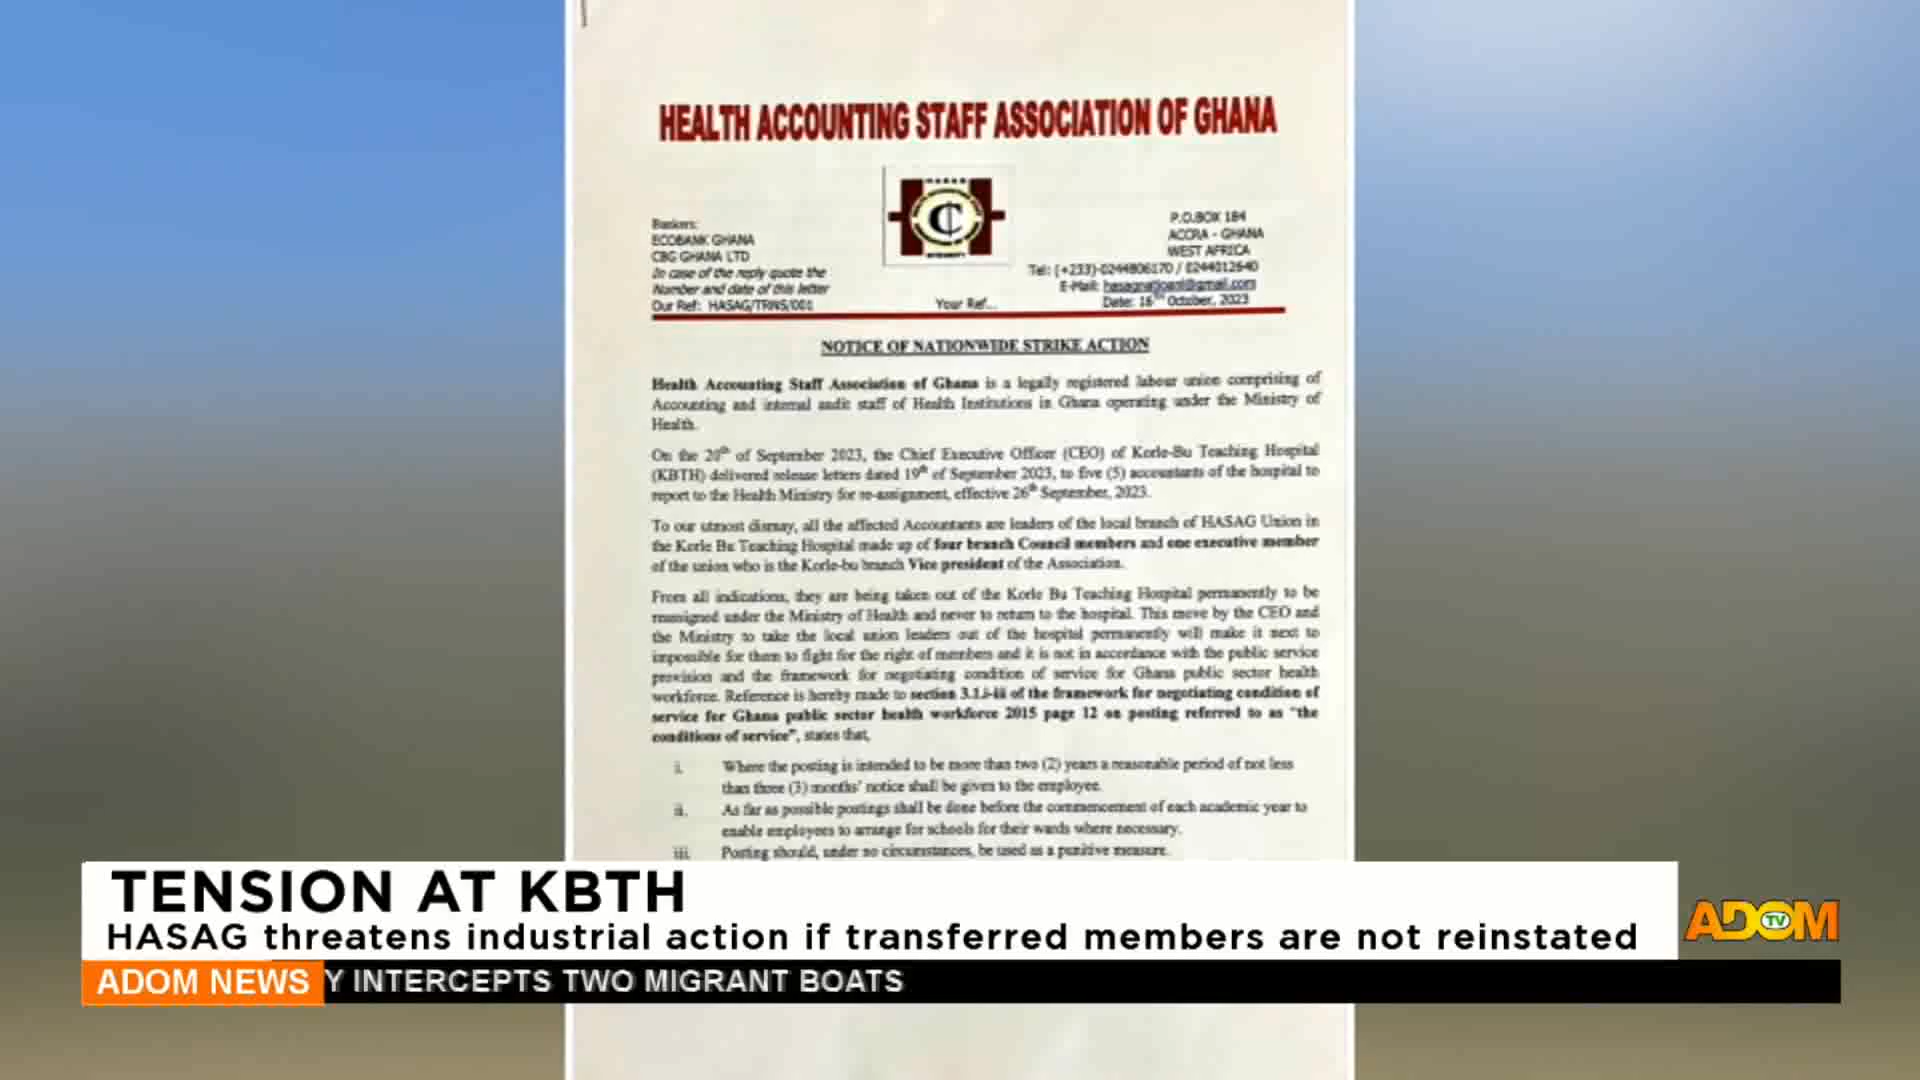 HEALTH ACCOUNTING STAFF ASSOCIATION OF GHANA
Bankers:
ECOBANK GHANA
CBG GHANA LTD
In case of the reply quote the
Number and date of this letter
Our Ref: HASAG/TRNS/001
Your Ref...
P.O.BOX 184
ACCRA - GHANA
WEST AFRICA
Tel: (+233)-0244806170 / 0244012640
E-Mail: hasagnational@gmail.com
Date: 16th October, 2023
NOTICE OF NATIONWIDE STRIKE ACTION
Health Accounting Staff Association of Ghana is a legally registered labour union comprising of
Accounting and internal audit staff of Health Institutions in Ghana operating under the Ministry of
Health.
On the 20th of September 2023, the Chief Executive Officer (CEO) of Korle-Bu Teaching Hospital
(KBTH) delivered release letters dated 19th of September 2023, to five (5) accountants of the hospital to
report to the Health Ministry for re-assignment, effective 26th September, 2023.
To our utmost dismay, all the affected Accountants are leaders of the local branch of HASAG Union in
the Korle Bu Teaching Hospital made up of four branch Council members and one executive member
of the union who is the Korle-bu branch Vice president of the Association.
From all indications, they are being taken out of the Korle Bu Teaching Hospital permanently to be
reassigned under the Ministry of Health and never to return to the hospital. This move by the CEO and
the Ministry to take the local union leaders out of the hospital permanently will make it next to
impossible for them to fight for the right of members and it is not in accordance with the public service
provision and the framework for negotiating condition of service for Ghana public sector health
workforce. Reference is hereby made to section 3.1.i-iii of the framework for negotiating condition of
service for Ghana public sector health workforce 2015 page 12 on posting referred to as "the
conditions of service", states that,
i. Where the posting is intended to be more than two (2) years a reasonable period of not less
than three (3) months' notice shall be given to the employee.
ii. As far as possible postings shall be done before the commencement of each academic year to
enable employees to arrange for schools for their wards where necessary.
iii. Posting should, under no circumstances, be used as a punitive measure.
TENSION AT KBTH
HASAG threatens industrial action if transferred members are not reinstated
ADOM TV
ADOM NEWS
Y INTERCEPTS TWO MIGRANT BOATS